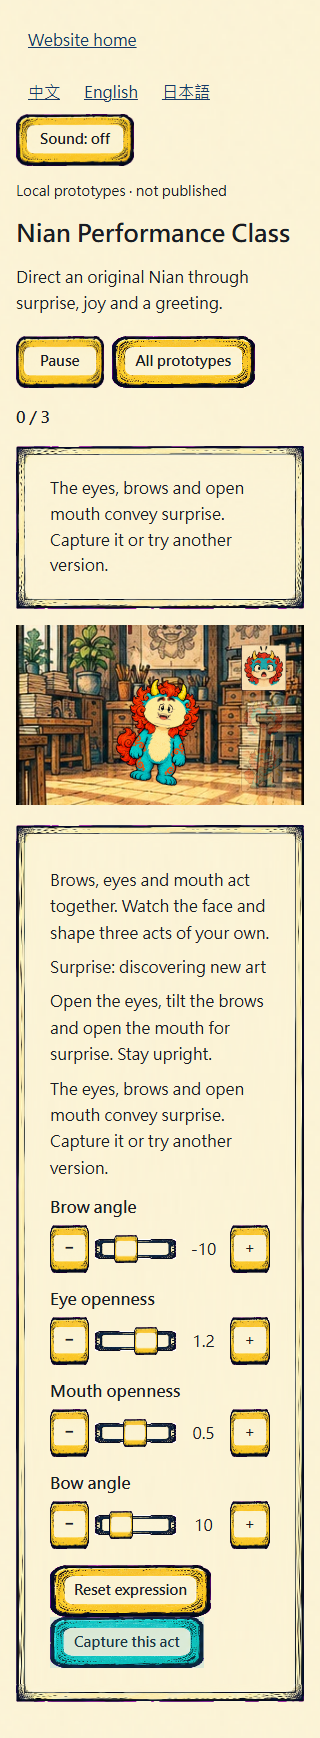 Website home
中文 English 日本語
Sound: off
Local prototypes · not published
Nian Performance Class
Direct an original Nian through
surprise, joy and a greeting.
Pause All prototypes
0 / 3
The eyes, brows and open
mouth convey surprise.
Capture it or try another
version.
Brows, eyes and mouth act
together. Watch the face and
shape three acts of your own.
Surprise: discovering new art
Open the eyes, tilt the brows
and open the mouth for
surprise. Stay upright.
The eyes, brows and open
mouth convey surprise.
Capture it or try another
version.
Brow angle
− -10 +
Eye openness
− 1.2 +
Mouth openness
− 0.5 +
Bow angle
− 10 +
Reset expression
Capture this act